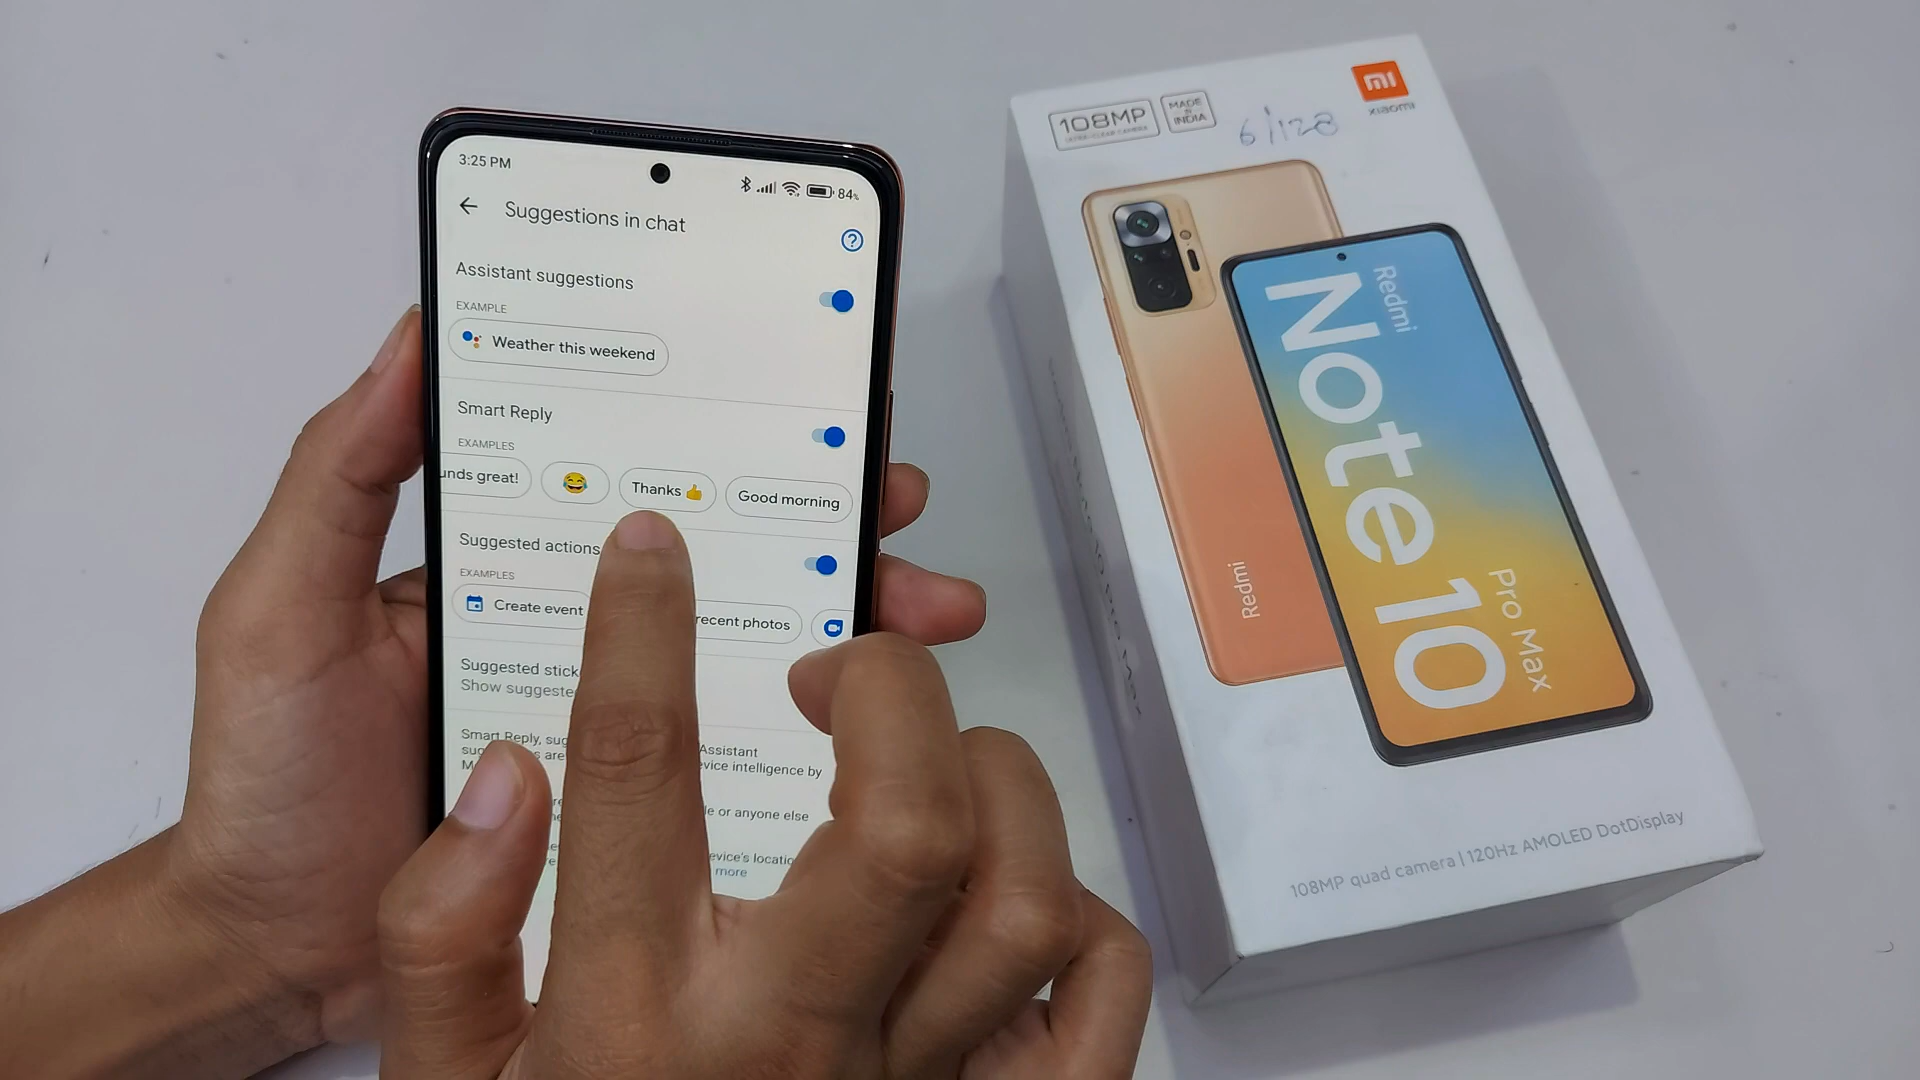 3:25 PM
84%
Suggestions in chat
?
Assistant suggestions
EXAMPLE
Weather this weekend
Smart Reply
EXAMPLES
unds great!
Thanks
Good morning
Suggested actions
EXAMPLES
Create event
recent photos
Suggested stick
Show suggeste
Smart Reply, sug
Assistant
evice intelligence by
le or anyone else
evice's locatio
more
108MP
MADE
IN
INDIA
6/128
mi
xiaomi
Redmi
Redmi
Note 10
Pro Max
108MP quad camera | 120Hz AMOLED DotDisplay